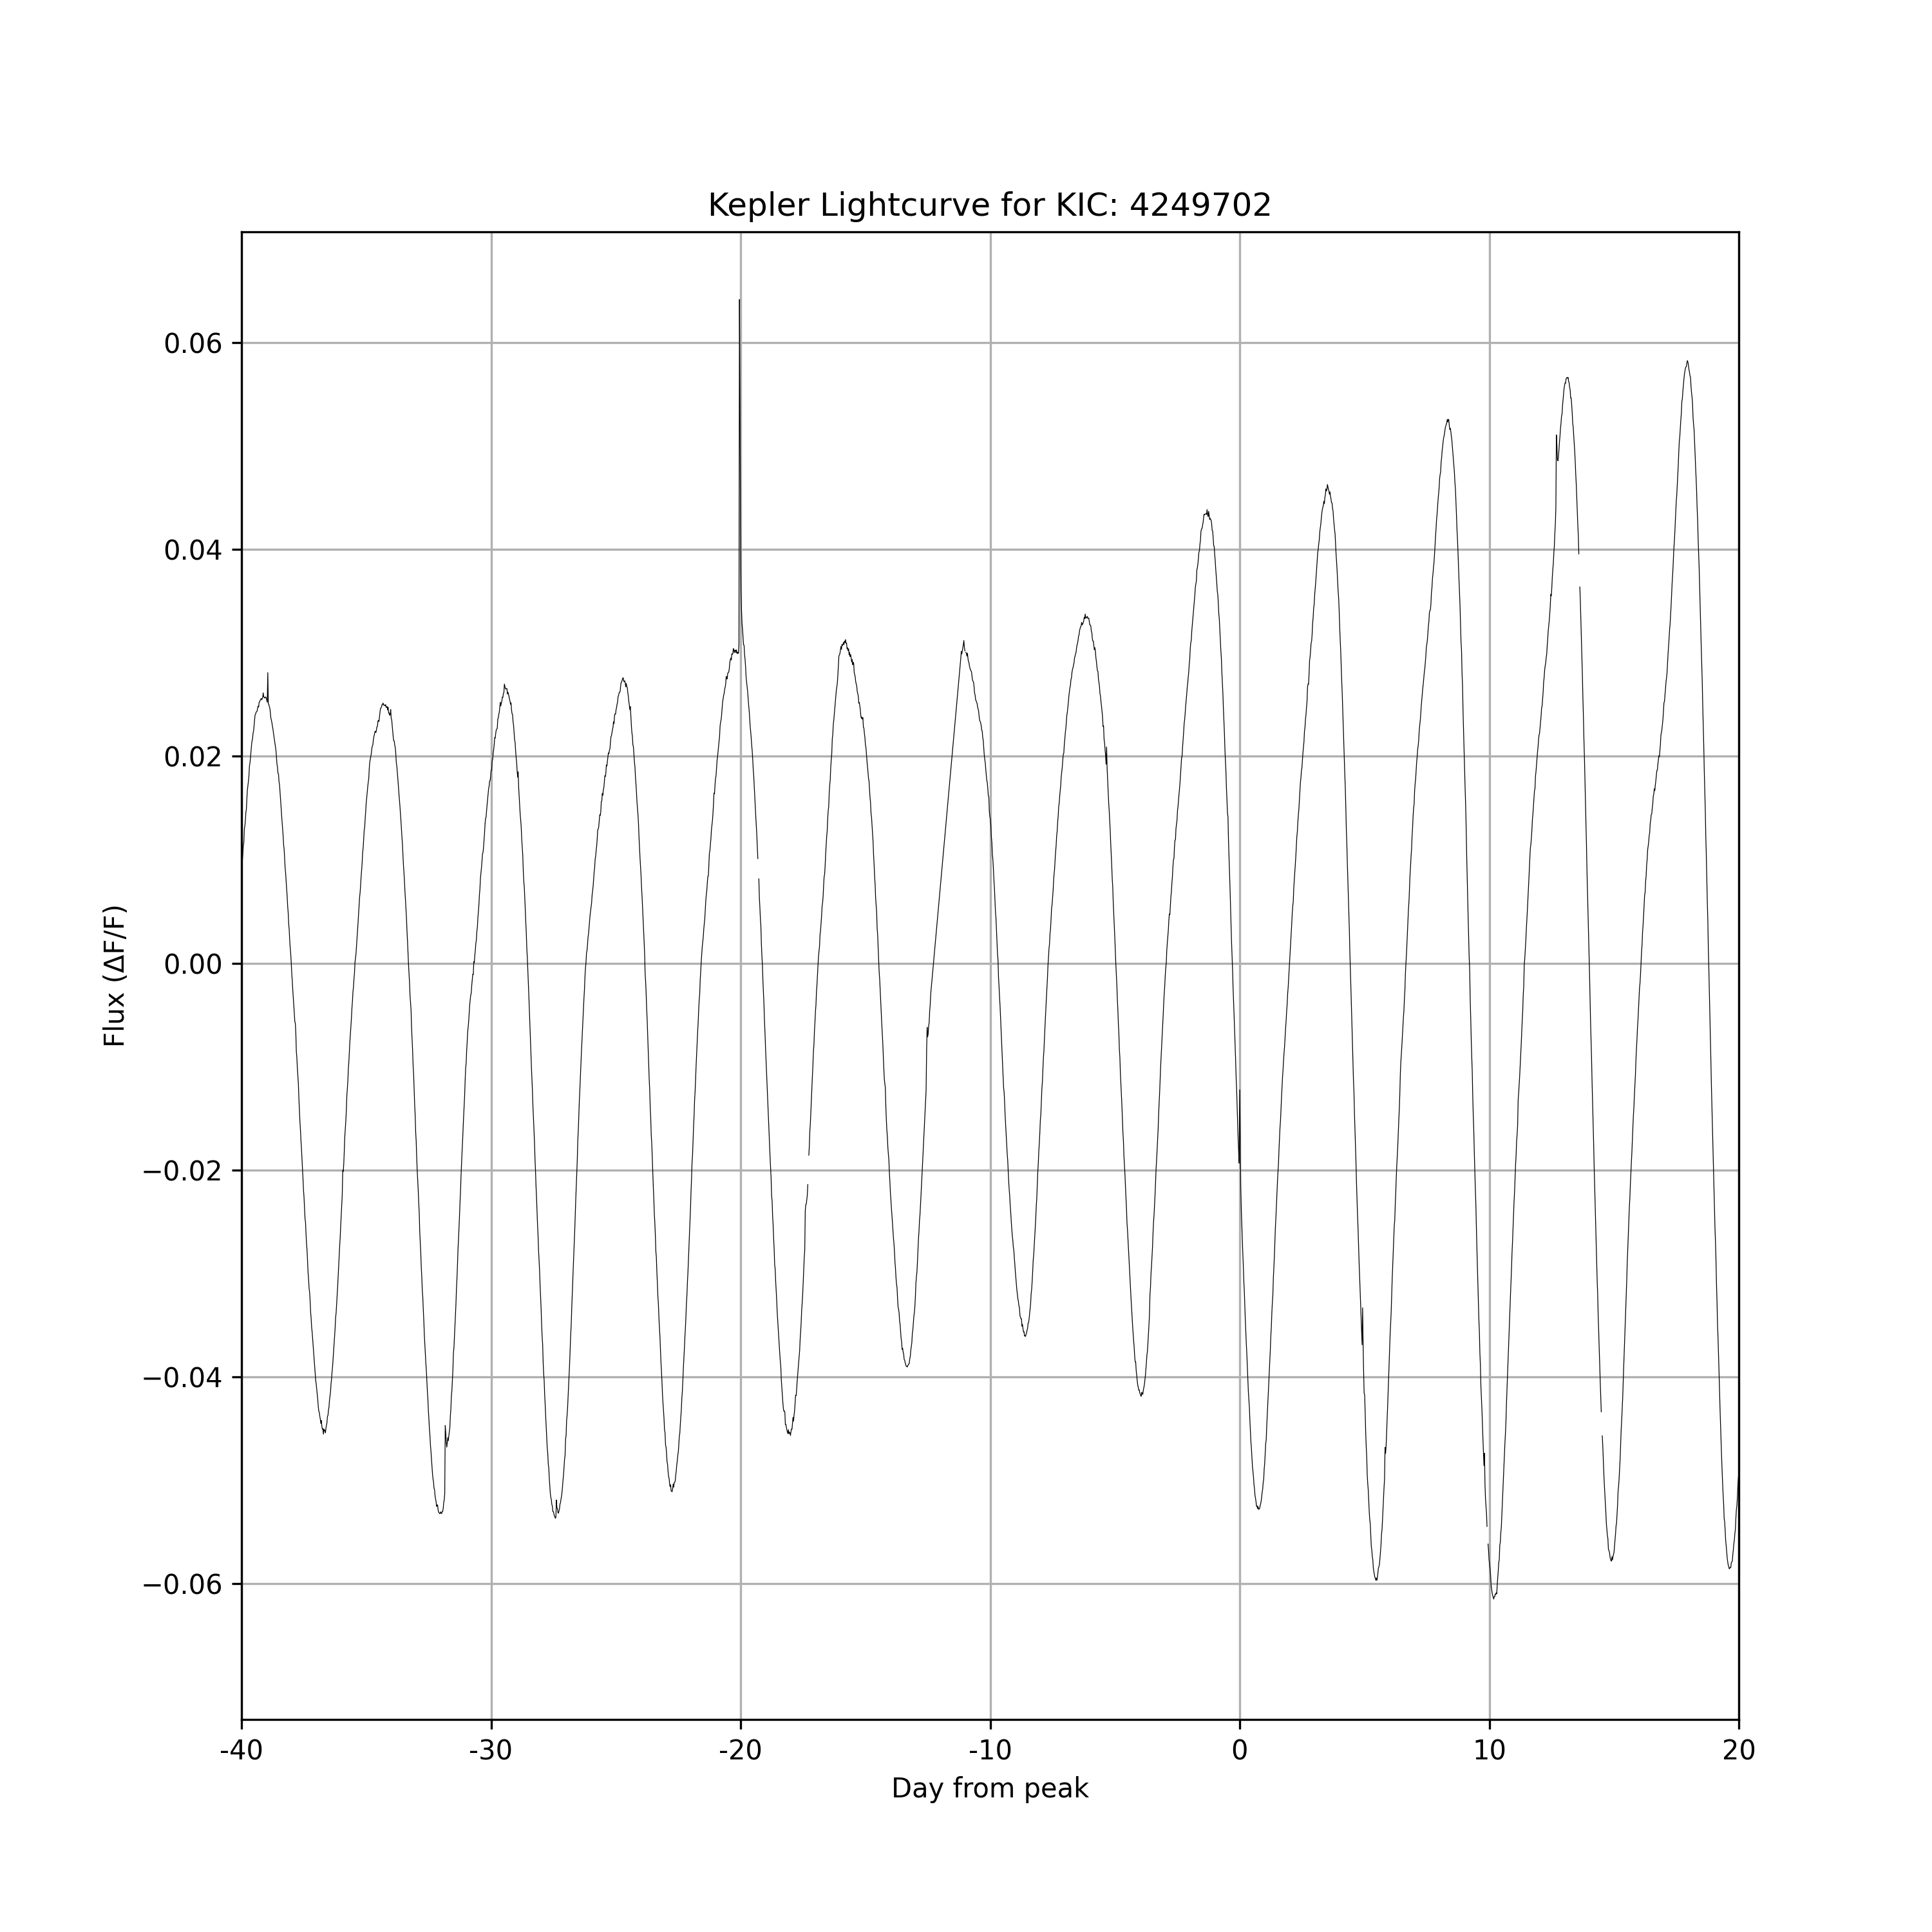 Kepler Lightcurve for KIC: 4249702
0.06
0.04
0.02
0.00
−0.02
−0.04
−0.06
Flux (ΔF/F)
-40 -30 -20 -10 0 10 20
Day from peak